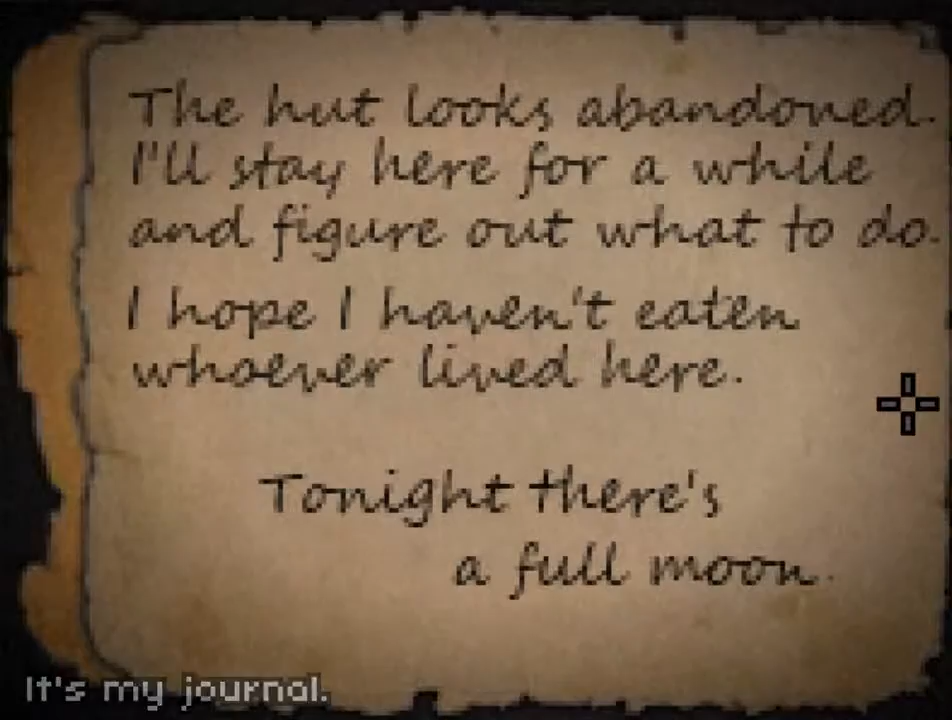 The hut looks abandoned.
I'll stay here for a while
and figure out what to do.
I hope I haven't eaten
whoever lived here.
Tonight there's
a full moon.
It's my journal.